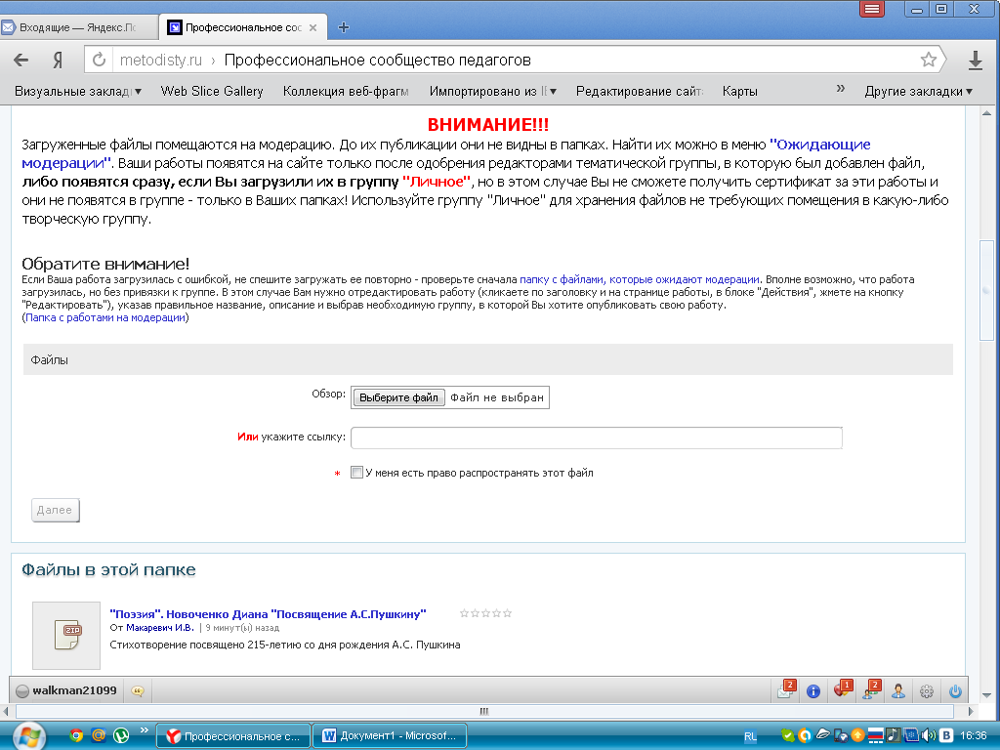 Входящие — Яндекс.По
Профессиональное сос
metodisty.ru › Профессиональное сообщество педагогов
Визуальные заклад
Web Slice Gallery
Коллекция веб-фрагм
Импортировано из IE
Редактирование сайт
Карты
»
Другие закладки
ВНИМАНИЕ!!!
Загруженные файлы помещаются на модерацию. До их публикации они не видны в папках. Найти их можно в меню "Ожидающие
модерации". Ваши работы появятся на сайте только после одобрения редакторами тематической группы, в которую был добавлен файл,
либо появятся сразу, если Вы загрузили их в группу "Личное", но в этом случае Вы не сможете получить сертификат за эти работы и
они не появятся в группе - только в Ваших папках! Используйте группу "Личное" для хранения файлов не требующих помещения в какую-либо
творческую группу.
Обратите внимание!
Если Ваша работа загрузилась с ошибкой, не спешите загружать ее повторно - проверьте сначала папку с файлами, которые ожидают модерации. Вполне возможно, что работа
загрузилась, но без привязки к группе. В этом случае Вам нужно отредактировать работу (кликаете по заголовку и на странице работы, в блоке "Действия", жмете на кнопку
"Редактировать"), указав правильное название, описание и выбрав необходимую группу, в которой Вы хотите опубликовать свою работу.
(Папка с работами на модерации)
Файлы
Обзор: Выберите файл Файл не выбран
Или укажите ссылку:
* У меня есть право распространять этот файл
Далее
Файлы в этой папке
ZIP
"Поэзия". Новоченко Диана "Посвящение А.С.Пушкину"
От Макаревич И.В. | 9 минут(ы) назад
Стихотворение посвящено 215-летию со дня рождения А.С. Пушкина
walkman21099
2
1
2
»
Профессиональное с...
Документ1 - Microsof...
RL
16:36